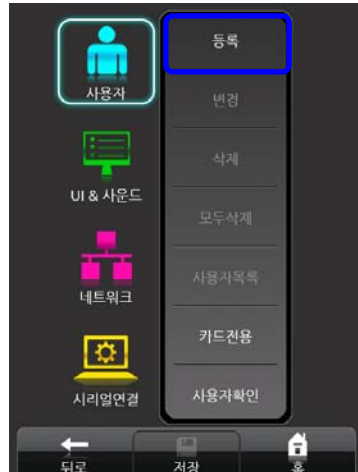 사용자
UI & 사운드
네트워크
시리얼연결
등록
변경
삭제
모두삭제
사용자목록
카드전용
사용자확인
뒤로
저장
홈